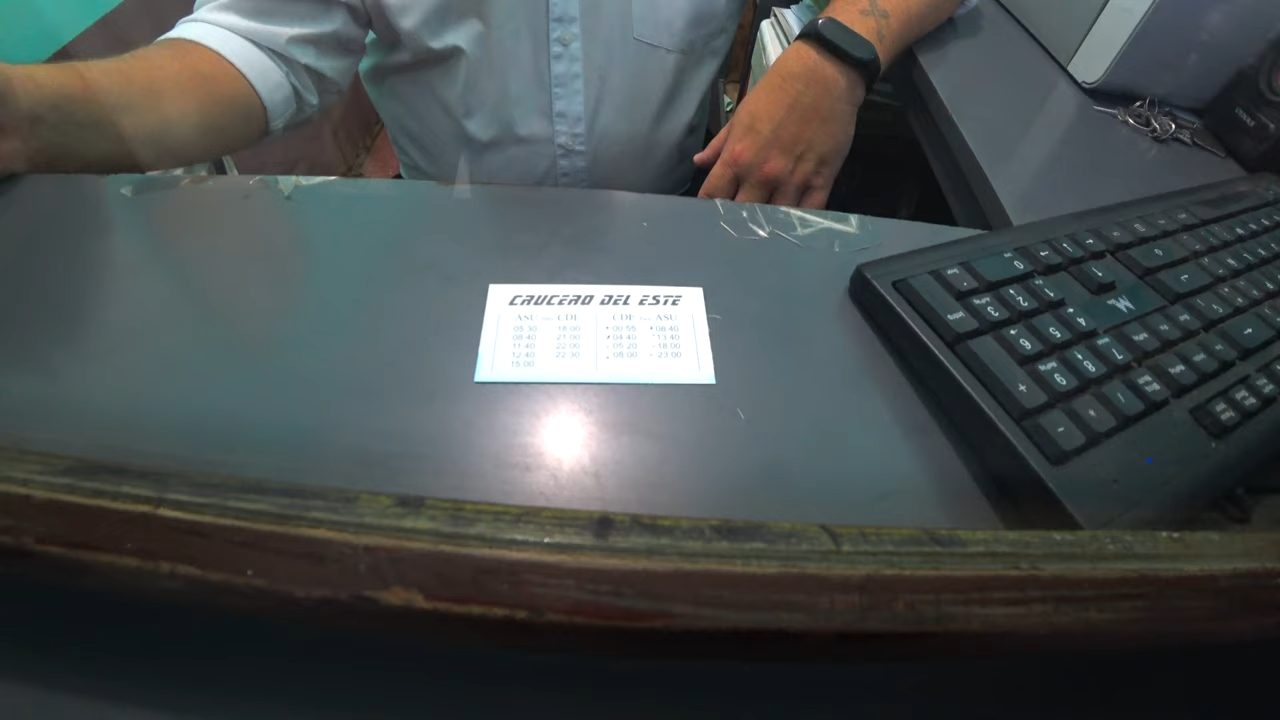 CRUCERO DEL ESTE
ASU CDE CDE ASU
05:30 18:00 00:55 08:40
08:40 21:00 04:40 13:40
11:40 22:00 05:20 18:00
12:40 22:30 08:00 23:00
15:00